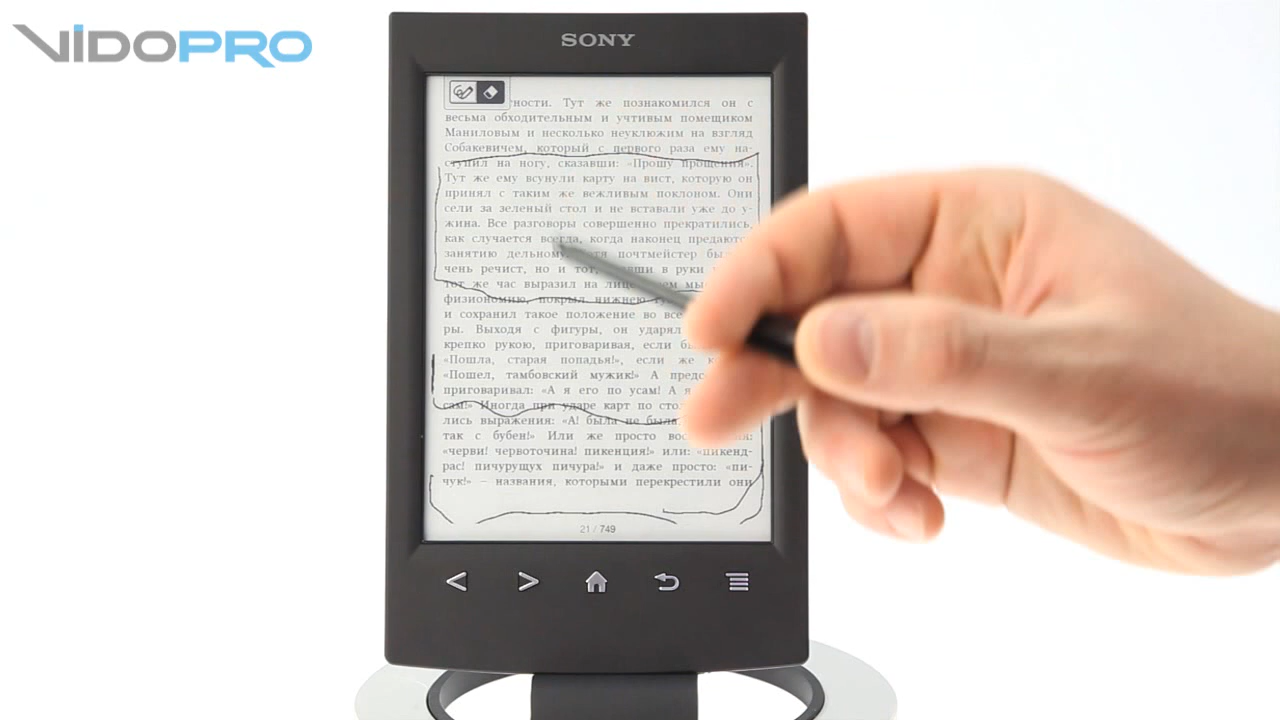 VIDOPRO
SONY
ности. Тут же познакомился он с
весьма обходительным и учтивым помещиком
Маниловым и несколько неуклюжим на взгляд
Собакевичем, который с первого раза ему на-
ступил на ногу, сказавши: «Прошу прощения».
Тут же ему всунули карту на вист, которую он
принял с таким же вежливым поклоном. Они
сели за зеленый стол и не вставали уже до у-
жина. Все разговоры совершенно прекратились,
как случается всегда, когда наконец предаются
занятию дельному. почтмейстер
чень речист, но и тот, в руки
тот же час выразил на
физиономию, покрыл нижнею
и сохранил такое положение во все
ры. Выходя с фигуры, он ударял
крепко рукою, приговаривая, если
«Пошла, старая попадья!», если же
«Пошел, тамбовский мужик!» А
приговаривал: «А я его по усам! А я
сам!» Иногда при ударе карт по
лись выражения: «А! была не была
так с бубен!» Или же просто
«черви! червоточина! пикенция!» или: «пикенд-
рас! пичурущух пичура!» и даже просто: «пи-
чук!» – названия, которыми перекрестили они
21 / 749